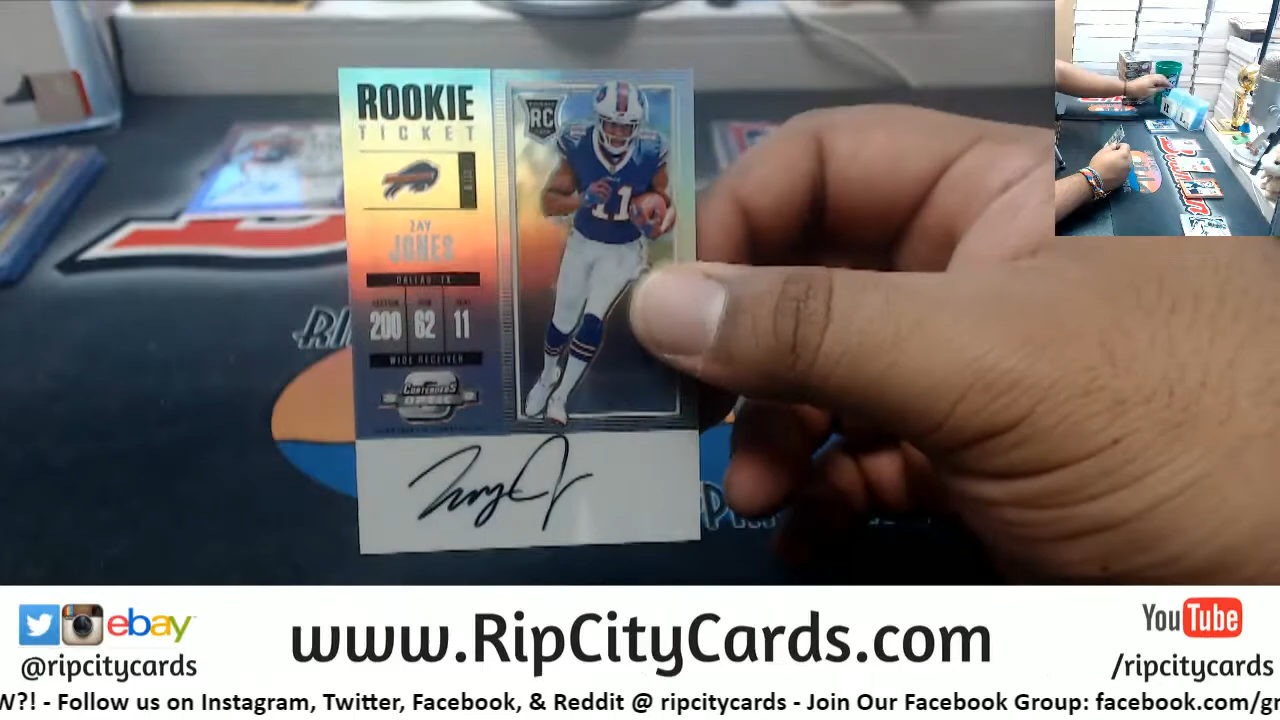 ROOKIE
TICKET
RC
ZAY
JONES
DALLAS TX
200 62 11
WIDE RECEIVER
11
CONTENDERS
OPTIC
ebay
@ripcitycards
www.RipCityCards.com
YouTube
/ripcitycards
W?! - Follow us on Instagram, Twitter, Facebook, & Reddit @ ripcitycards - Join Our Facebook Group: facebook.com/gr